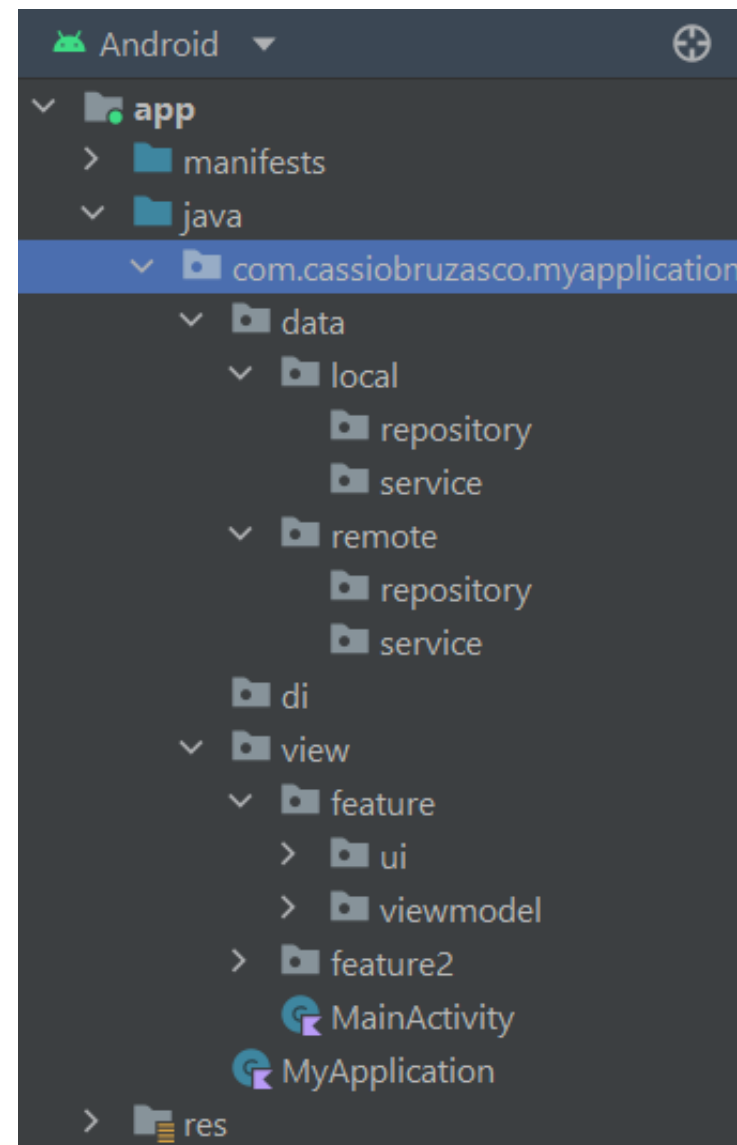 Android
app
manifests
java
com.cassiobruzasco.myapplication
data
local
repository
service
remote
repository
service
di
view
feature
ui
viewmodel
feature2
MainActivity
MyApplication
res